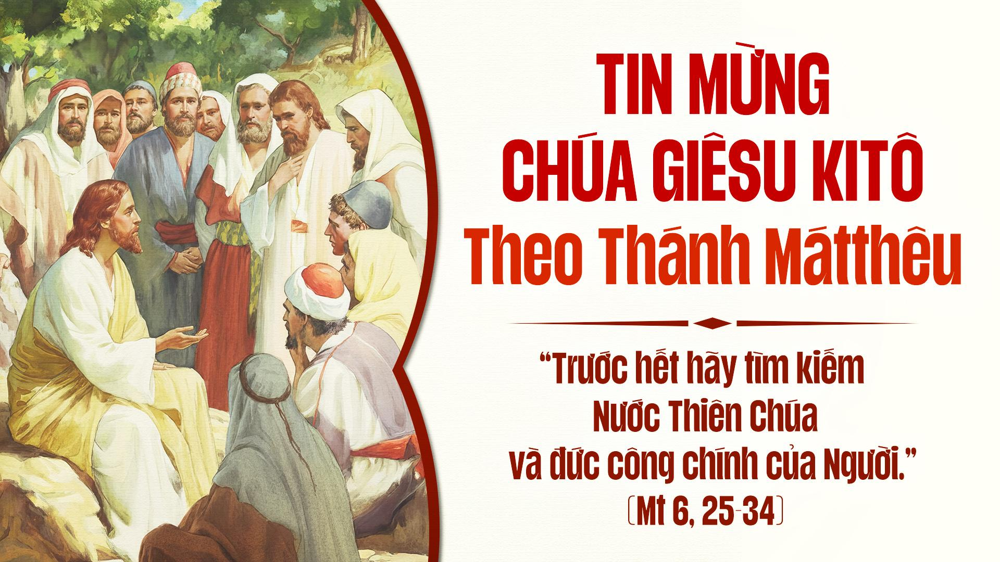 TIN MỪNG
CHÚA GIÊSU KITÔ
Theo Thánh Mátthêu
“Trước hết hãy tìm kiếm
Nước Thiên Chúa
và đức công chính của Người.”
(Mt 6, 25-34)